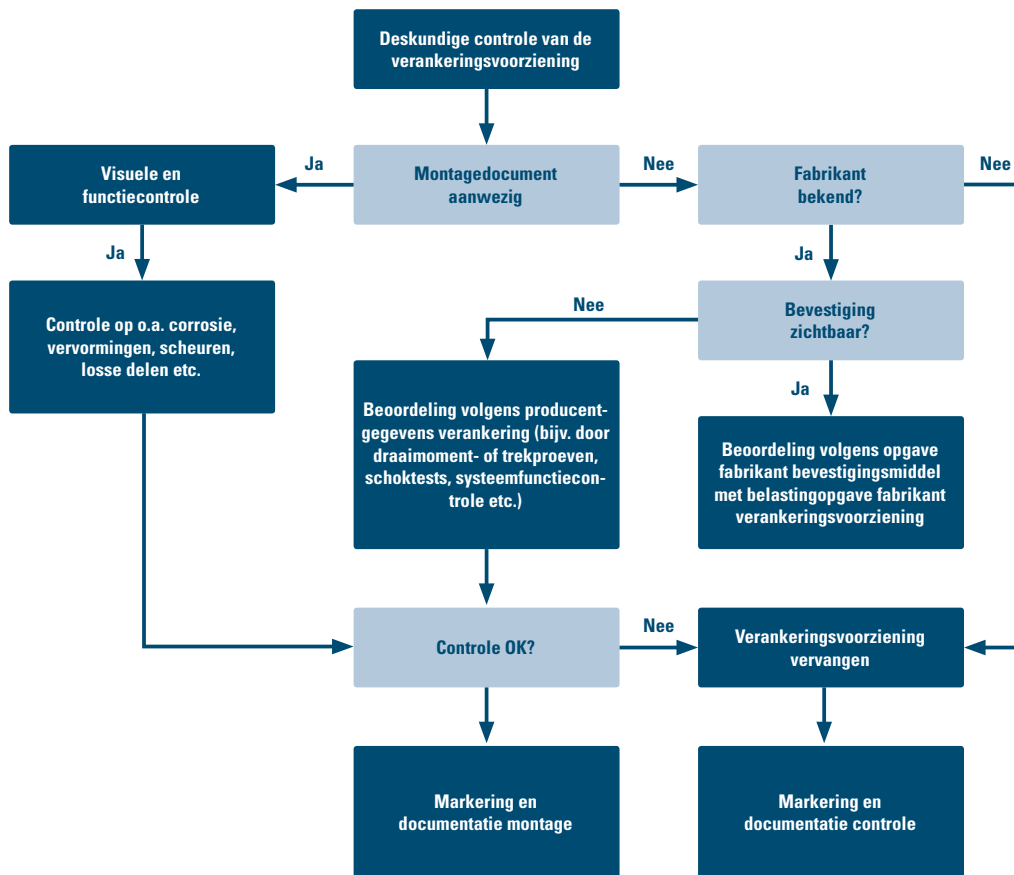 Deskundige controle van de
verankeringsvoorziening
Visuele en
functiecontrole
Ja
Montagedocument
aanwezig
Nee
Fabrikant
bekend?
Nee
Ja
Ja
Controle op o.a. corrosie,
vervormingen, scheuren,
losse delen etc.
Nee
Bevestiging
zichtbaar?
Ja
Beoordeling volgens producent-
gegevens verankering (bijv. door
draaimoment- of trekproeven,
schoktests, systeemfunctiecon-
trole etc.)
Beoordeling volgens opgave
fabrikant bevestigingsmiddel
met belastingopgave fabrikant
verankeringsvoorziening
Controle OK?
Nee
Verankeringsvoorziening
vervangen
Markering en
documentatie montage
Markering en
documentatie controle